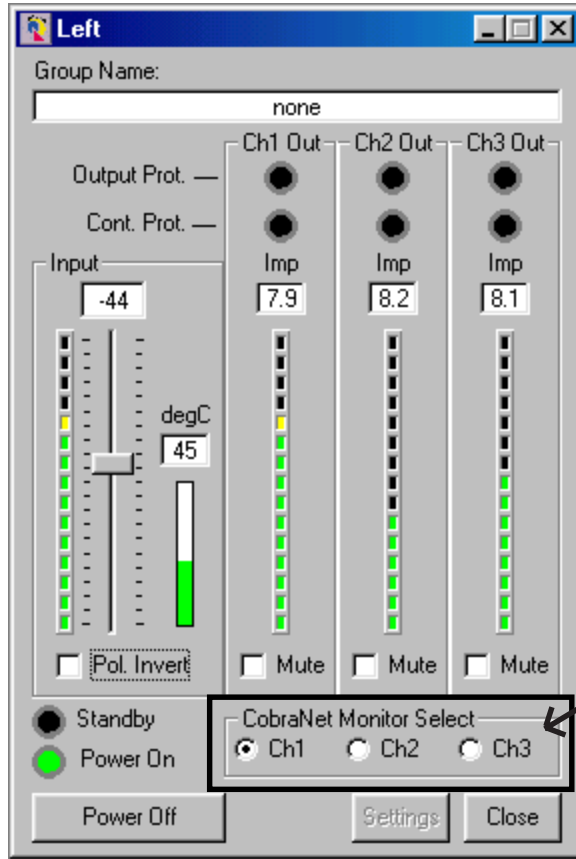 Left
Group Name:
none
Ch1 Out Ch2 Out Ch3 Out
Output Prot.
Cont. Prot.
Input
Imp Imp Imp
-44 7.9 8.2 8.1
degC
45
Pol. Invert Mute Mute Mute
Standby
CobraNet Monitor Select
Power On Ch1 Ch2 Ch3
Power Off Settings Close